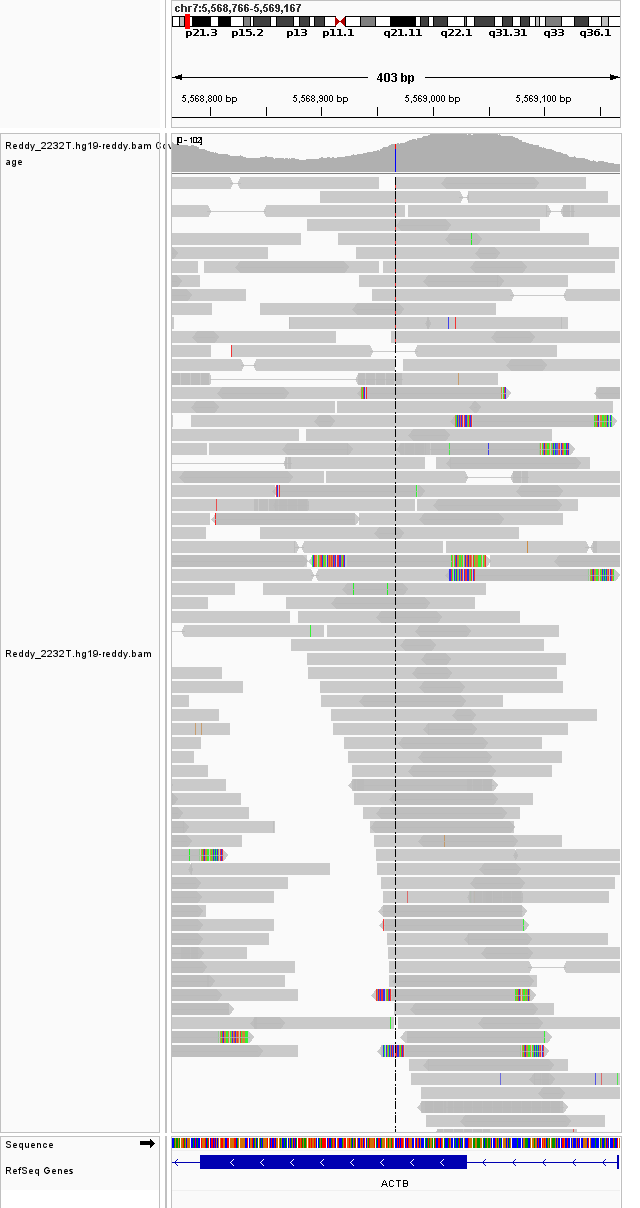 chr7:5,568,766-5,569,167
p21.3 p15.2 p13 p11.1 q21.11 q22.1 q31.31 q33 q36.1
403 bp
5,568,800 bp 5,568,900 bp 5,569,000 bp 5,569,100 bp
[0 - 102]
Reddy_2232T.hg19-reddy.bam Cov
age
Reddy_2232T.hg19-reddy.bam
Sequence
RefSeq Genes
ACTB